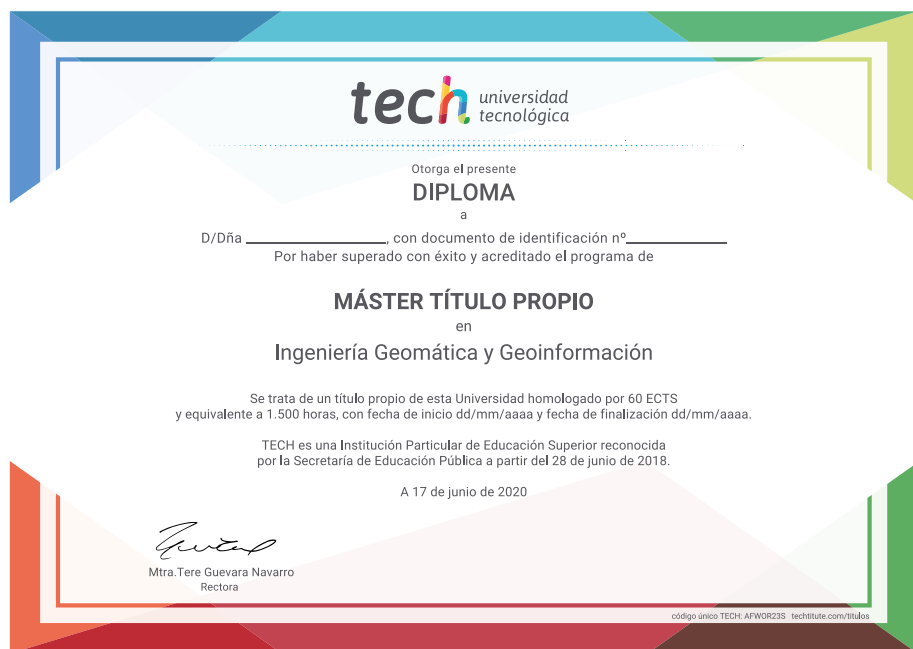 tech universidad
tecnológica
Otorga el presente
DIPLOMA
a
D/Dña ____________________, con documento de identificación nº______________
Por haber superado con éxito y acreditado el programa de
MÁSTER TÍTULO PROPIO
en
Ingeniería Geomática y Geoinformación
Se trata de un título propio de esta Universidad homologado por 60 ECTS
y equivalente a 1.500 horas, con fecha de inicio dd/mm/aaaa y fecha de finalización dd/mm/aaaa.
TECH es una Institución Particular de Educación Superior reconocida
por la Secretaría de Educación Pública a partir del 28 de junio de 2018.
A 17 de junio de 2020
Mtra.Tere Guevara Navarro
Rectora
código único TECH: AFWOR23S techtitute.com/titulos